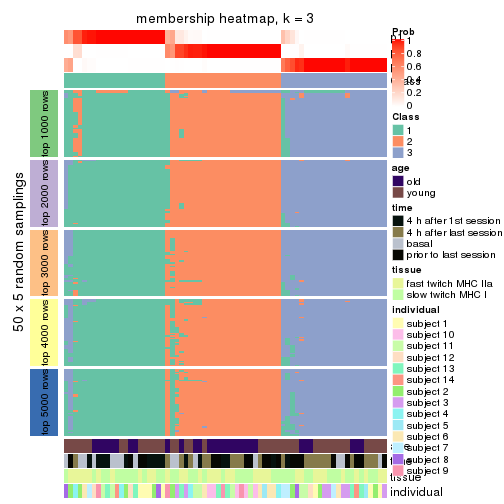 membership heatmap, k = 3
50 x 5 random samplings
top 1000 rows
top 2000 rows
top 3000 rows
top 4000 rows
top 5000 rows
Prob
1
0.8
0.6
0.4
0.2
0
Class
Class
1
2
3
age
old
young
time
4 h after 1st session
4 h after last session
basal
prior to last session
tissue
fast twitch MHC IIa
slow twitch MHC I
individual
subject 1
subject 10
subject 11
subject 12
subject 13
subject 14
subject 2
subject 3
subject 4
subject 5
subject 6
subject 7
subject 8
subject 9
tissue
individual